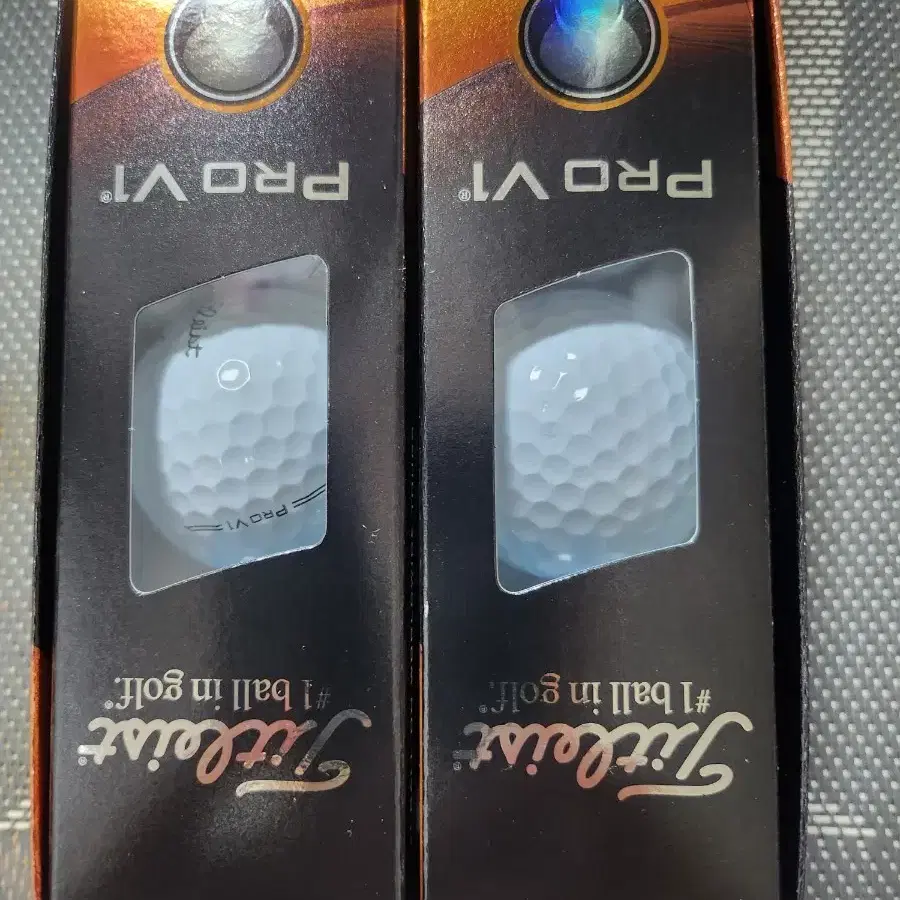 Titleist®
#1 ball in golf.®
PRO V1®
Titleist®
#1 ball in golf.®
PRO V1
PRO V1®